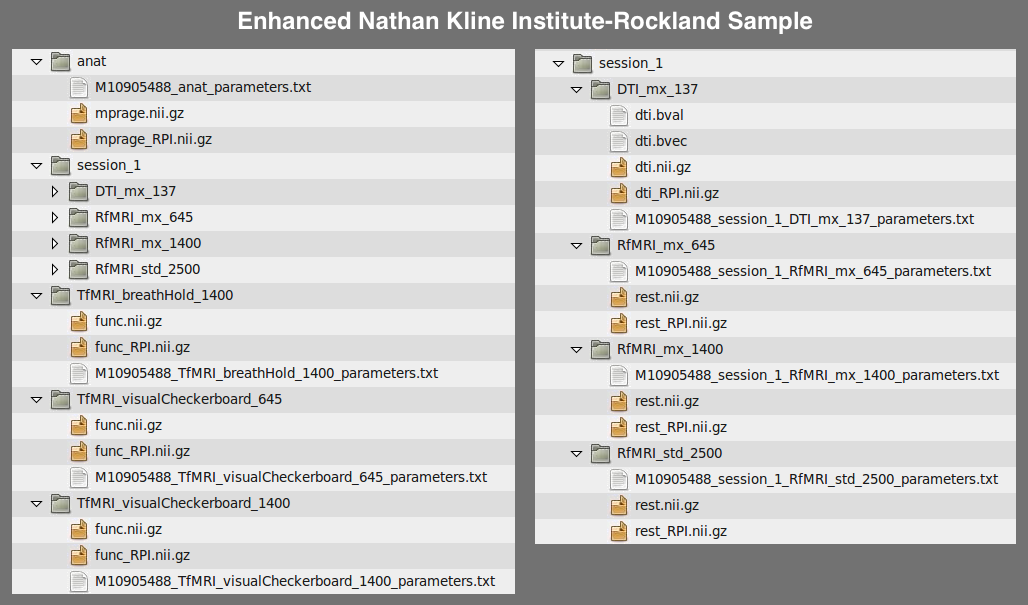 Enhanced Nathan Kline Institute-Rockland Sample
anat
M10905488_anat_parameters.txt
mprage.nii.gz
mprage_RPI.nii.gz
session_1
DTI_mx_137
RfMRI_mx_645
RfMRI_mx_1400
RfMRI_std_2500
TfMRI_breathHold_1400
func.nii.gz
func_RPI.nii.gz
M10905488_TfMRI_breathHold_1400_parameters.txt
TfMRI_visualCheckerboard_645
func.nii.gz
func_RPI.nii.gz
M10905488_TfMRI_visualCheckerboard_645_parameters.txt
TfMRI_visualCheckerboard_1400
func.nii.gz
func_RPI.nii.gz
M10905488_TfMRI_visualCheckerboard_1400_parameters.txt
session_1
DTI_mx_137
dti.bval
dti.bvec
dti.nii.gz
dti_RPI.nii.gz
M10905488_session_1_DTI_mx_137_parameters.txt
RfMRI_mx_645
M10905488_session_1_RfMRI_mx_645_parameters.txt
rest.nii.gz
rest_RPI.nii.gz
RfMRI_mx_1400
M10905488_session_1_RfMRI_mx_1400_parameters.txt
rest.nii.gz
rest_RPI.nii.gz
RfMRI_std_2500
M10905488_session_1_RfMRI_std_2500_parameters.txt
rest.nii.gz
rest_RPI.nii.gz